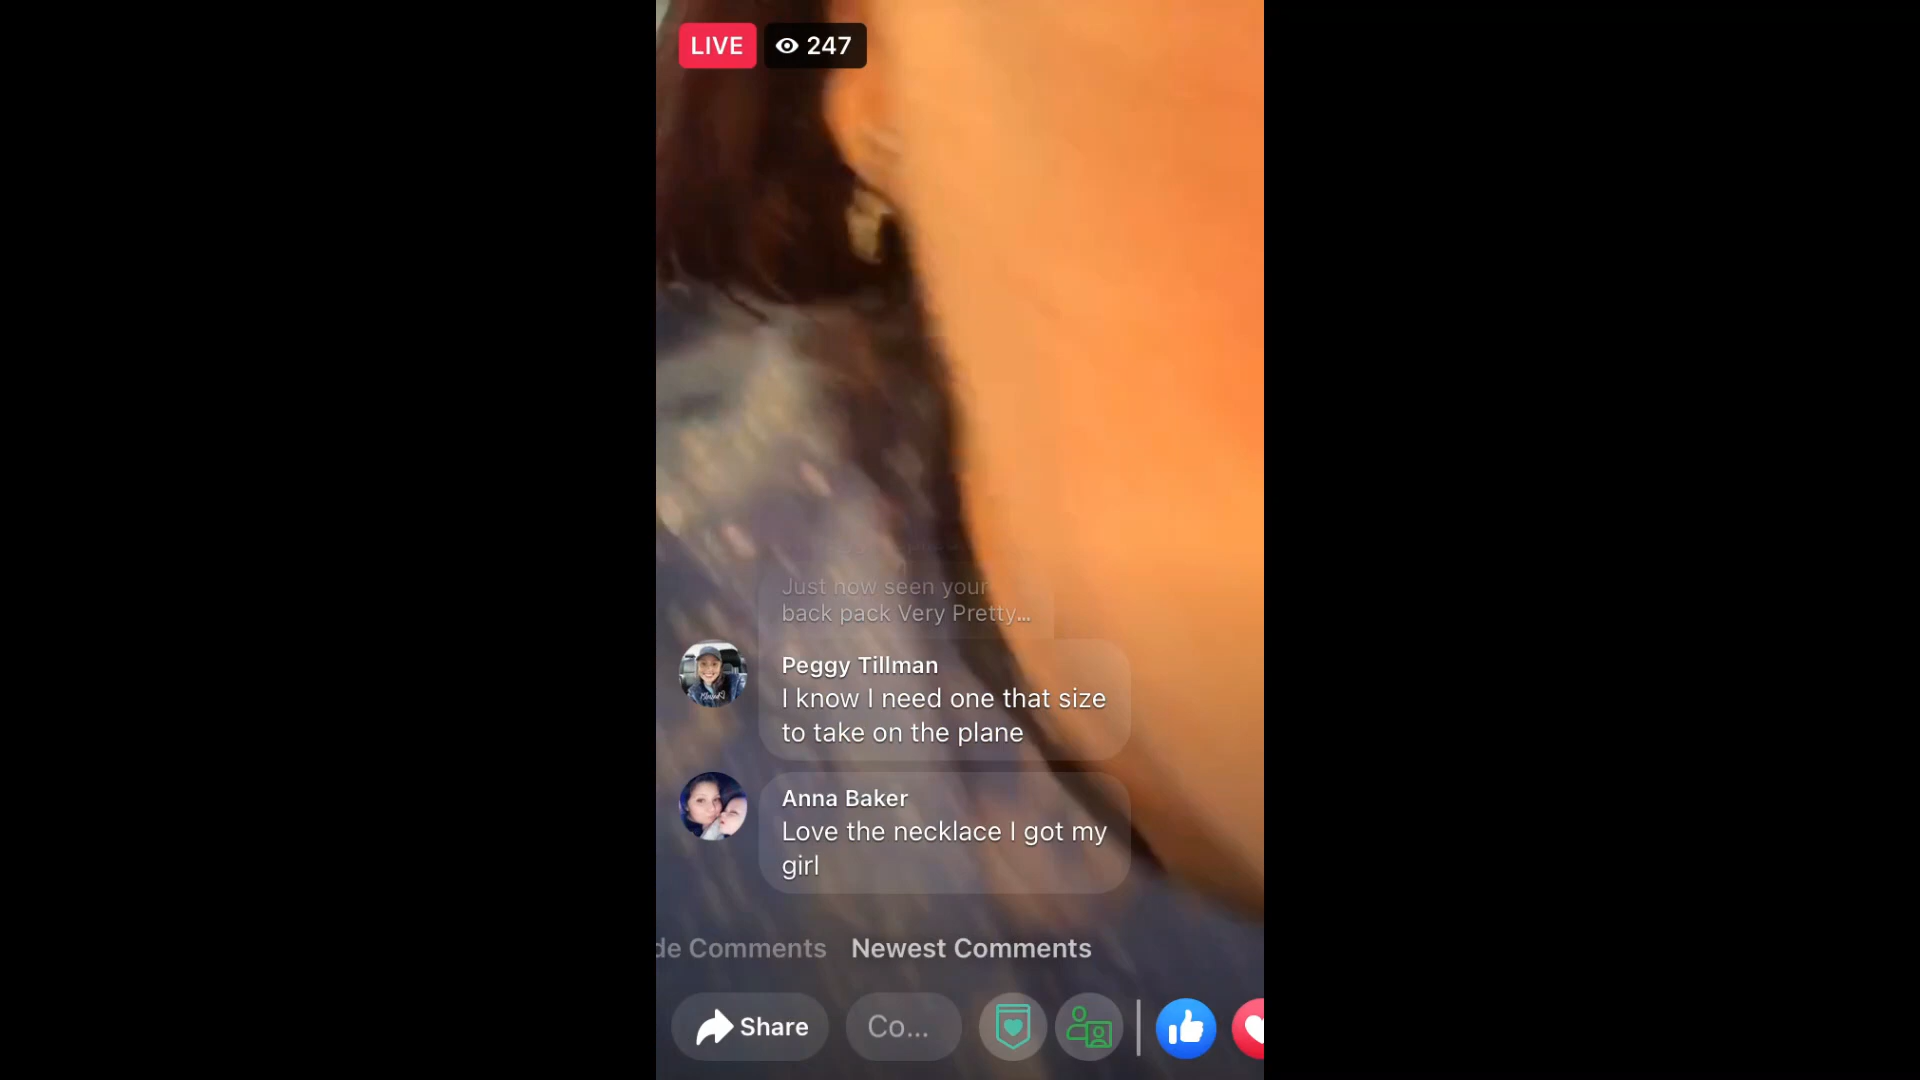 LIVE
247
Just now seen your
back pack Very Pretty...
Peggy Tillman
I know I need one that size
to take on the plane
Anna Baker
Love the necklace I got my
girl
de Comments
Newest Comments
Share
Co...